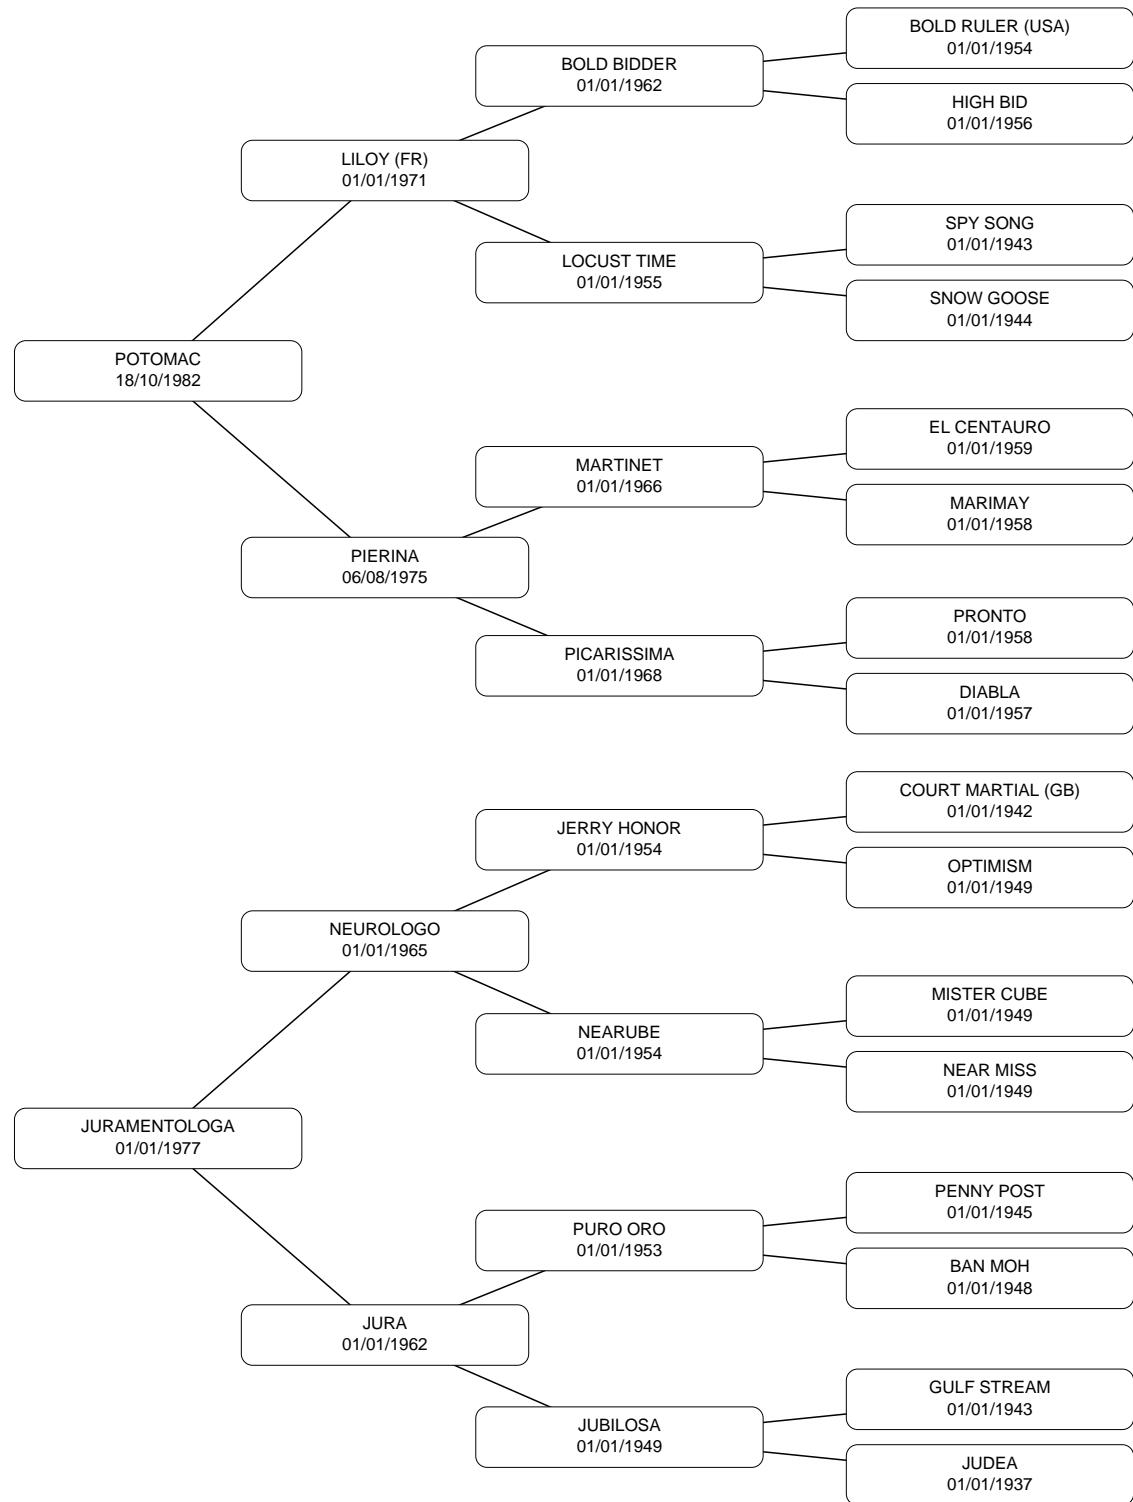 BOLD RULER (USA)
01/01/1954
BOLD BIDDER
01/01/1962
HIGH BID
01/01/1956
LILOY (FR)
01/01/1971
SPY SONG
01/01/1943
LOCUST TIME
01/01/1955
SNOW GOOSE
01/01/1944
POTOMAC
18/10/1982
EL CENTAURO
01/01/1959
MARTINET
01/01/1966
MARIMAY
01/01/1958
PIERINA
06/08/1975
PRONTO
01/01/1958
PICARISSIMA
01/01/1968
DIABLA
01/01/1957
COURT MARTIAL (GB)
01/01/1942
JERRY HONOR
01/01/1954
OPTIMISM
01/01/1949
NEUROLOGO
01/01/1965
MISTER CUBE
01/01/1949
NEARUBE
01/01/1954
NEAR MISS
01/01/1949
JURAMENTOLOGA
01/01/1977
PENNY POST
01/01/1945
PURO ORO
01/01/1953
BAN MOH
01/01/1948
JURA
01/01/1962
GULF STREAM
01/01/1943
JUBILOSA
01/01/1949
JUDEA
01/01/1937